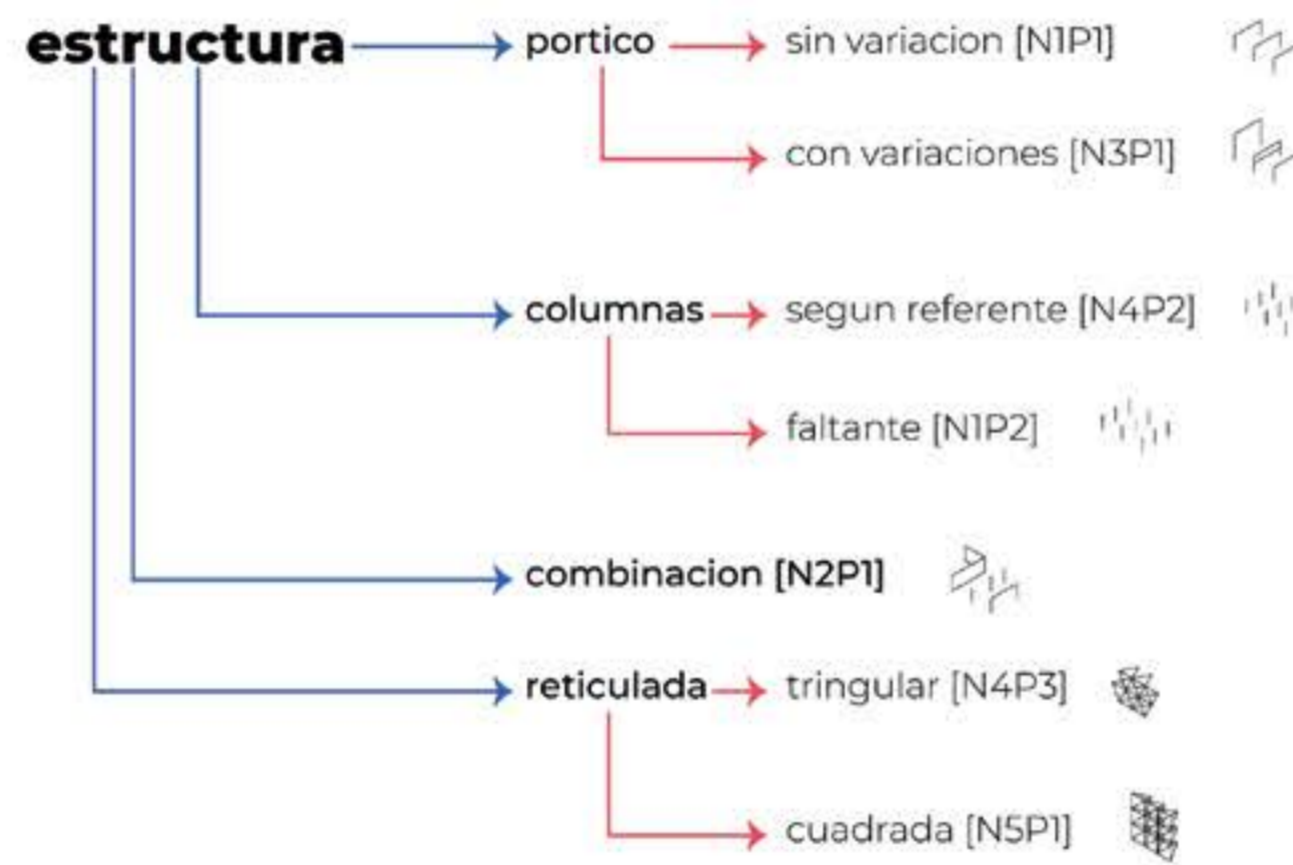 estructura
portico
sin variacion [N1P1]
con variaciones [N3P1]
columnas
segun referente [N4P2]
faltante [N1P2]
combinacion [N2P1]
reticulada
tringular [N4P3]
cuadrada [N5P1]